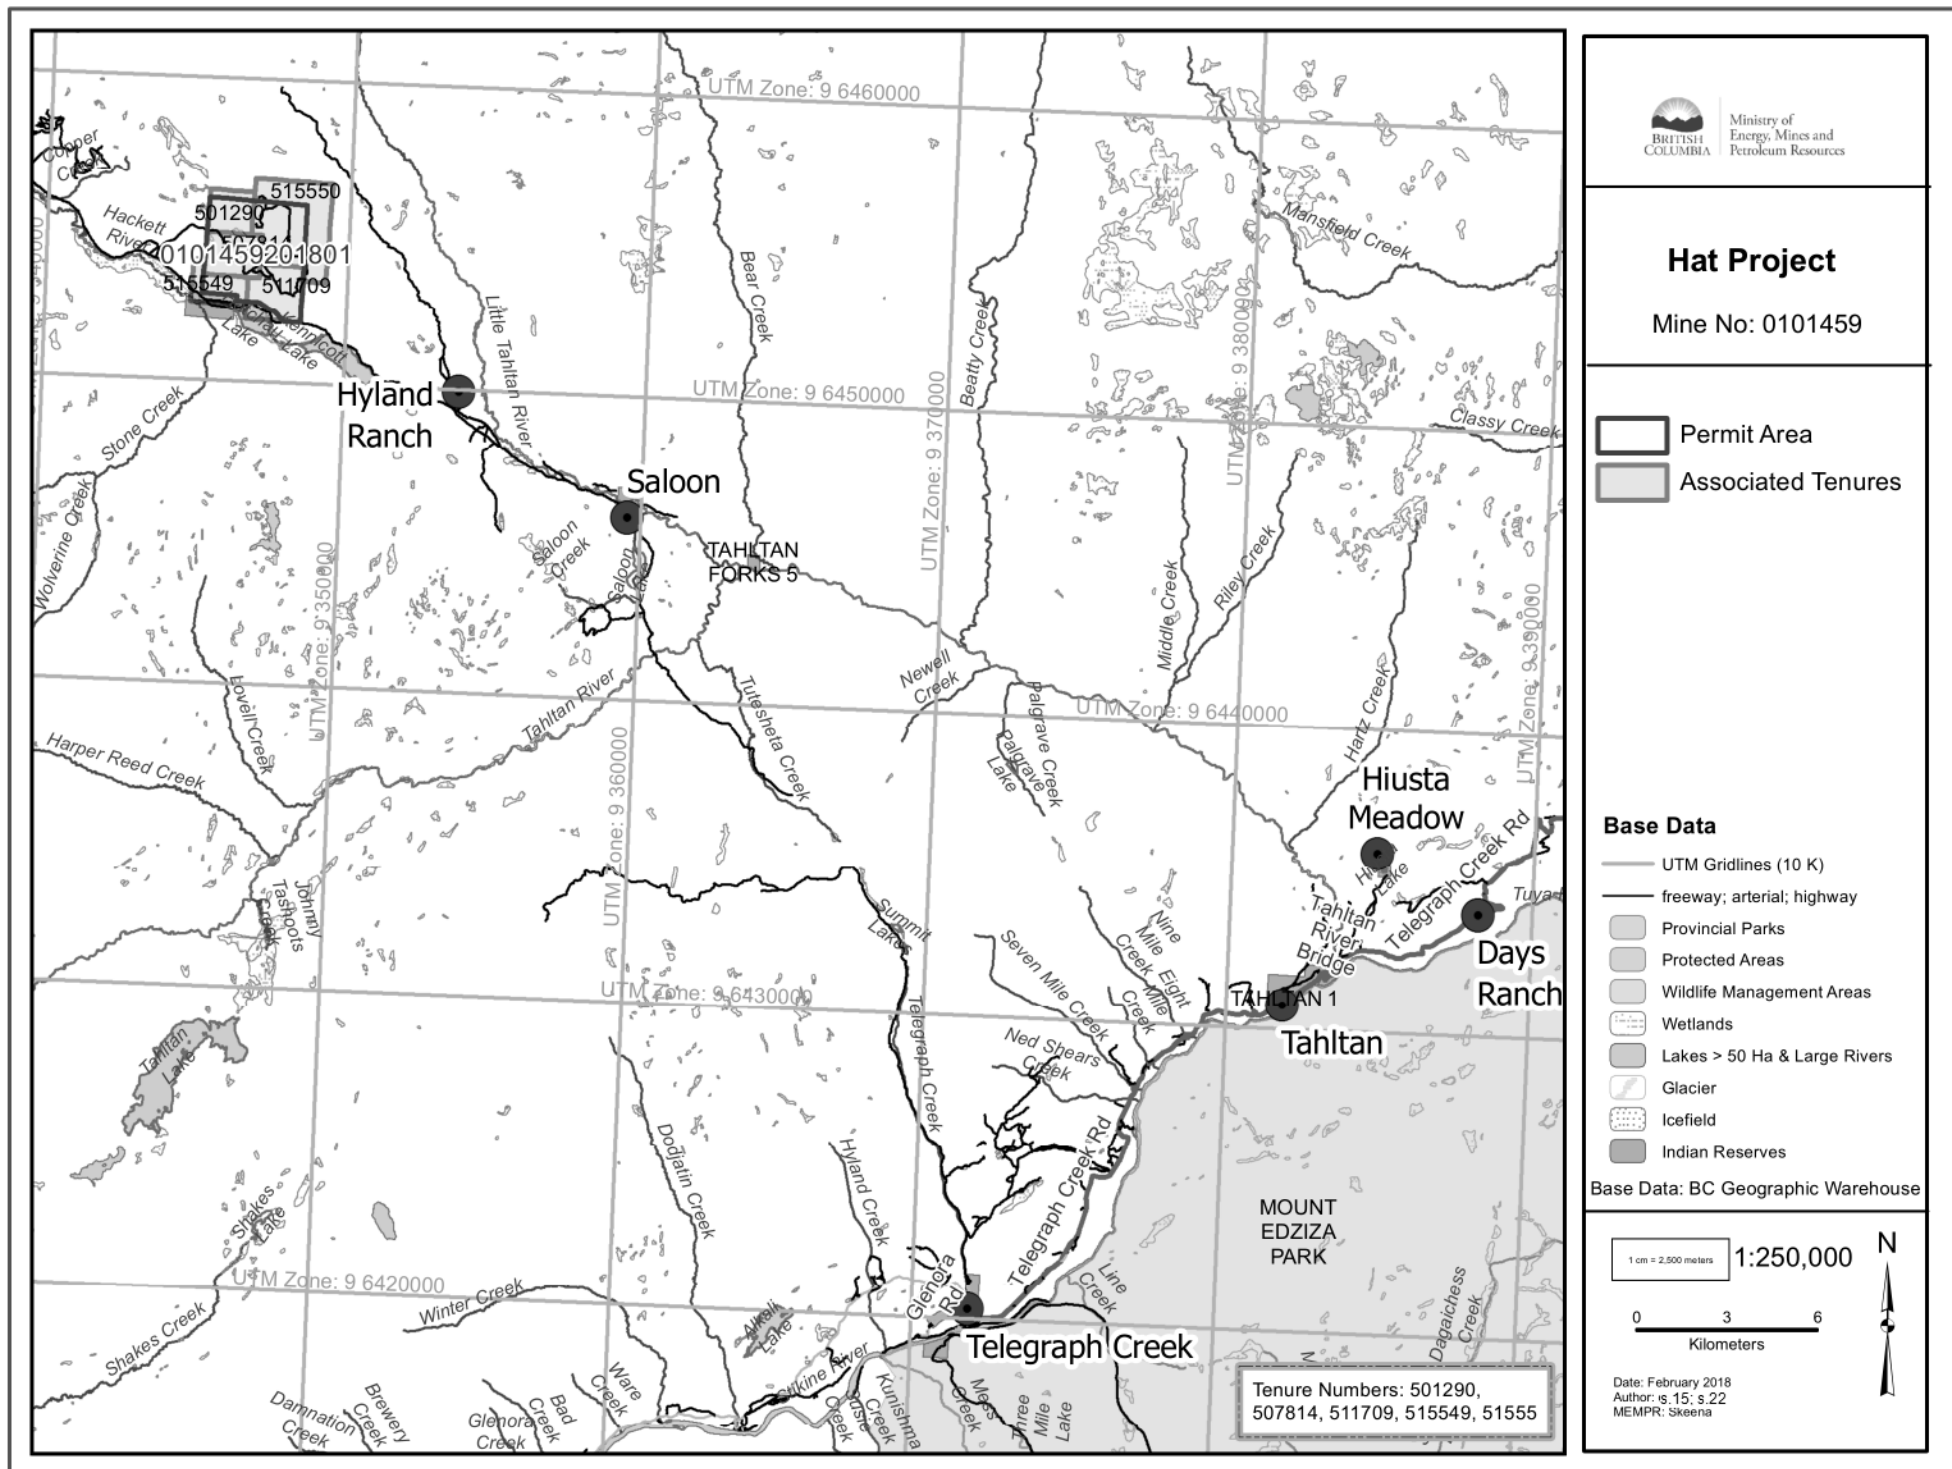 UTM Zone: 9 6460000
Copper
Creek
515550
501290
507814
0101459201801
515549
511709
Hackett
River
Kennicott
Lake
Lake
Little Tahltan River
Bear Creek
Beatty Creek
Mansfield Creek
UTM Zone: 9 380000
UTM Zone: 9 6450000
UTM Zone: 9 370000
Hyland
Ranch
Stone Creek
Classy Creek
Wolverine Creek
Saloon
Saloon
Creek
Saloon
Lake
TAHLTAN
FORKS 5
UTM Zone: 9 350000
Middle Creek
Riley Creek
UTM Zone: 9 390000
Newell
Creek
Lovell Creek
Tahltan River
Tutesheta Creek
Palgrave Creek
Palgrave
Lake
UTM Zone: 9 6440000
Hartz Creek
Harper Reed Creek
UTM Zone: 9 360000
Hiusta
Meadow
Lake
Telegraph Creek Rd
Tuya
Johnny
Tashoots
Creek
Summit
Lakes
Seven Mile Creek
Nine
Mile
Creek
Eight
Mile
Creek
Tahltan
River
Bridge
Days
Ranch
UTM Zone: 9 6430000
TAHLTAN 1
Tahltan
Tahltan
Lake
Telegraph Creek
Ned Shears
Creek
Dodjatin Creek
Hyland Creek
Telegraph Creek Rd
Shakes
Lake
MOUNT
EDZIZA
PARK
UTM Zone: 9 6420000
Winter Creek
Shakes Creek
Glenora
Rd
Line
Creek
Dagaichess
Creek
Alkali
Lake
Telegraph Creek
Stikine River
Damnation
Creek
Brewery
Creek
Glenora
Creek
Bad
Creek
Ware
Creek
Creek
Kunishma
Creek
Mess
Creek
Three
Mile
Lake
Tenure Numbers: 501290,
507814, 511709, 515549, 51555
BRITISH
COLUMBIA
Ministry of
Energy, Mines and
Petroleum Resources
Hat Project
Mine No: 0101459
Permit Area
Associated Tenures
Base Data
UTM Gridlines (10 K)
freeway; arterial; highway
Provincial Parks
Protected Areas
Wildlife Management Areas
Wetlands
Lakes > 50 Ha & Large Rivers
Glacier
Icefield
Indian Reserves
Base Data: BC Geographic Warehouse
1 cm = 2,500 meters
1:250,000
N
0 3 6
Kilometers
Date: February 2018
Author: s.15; s.22
MEMPR: Skeena